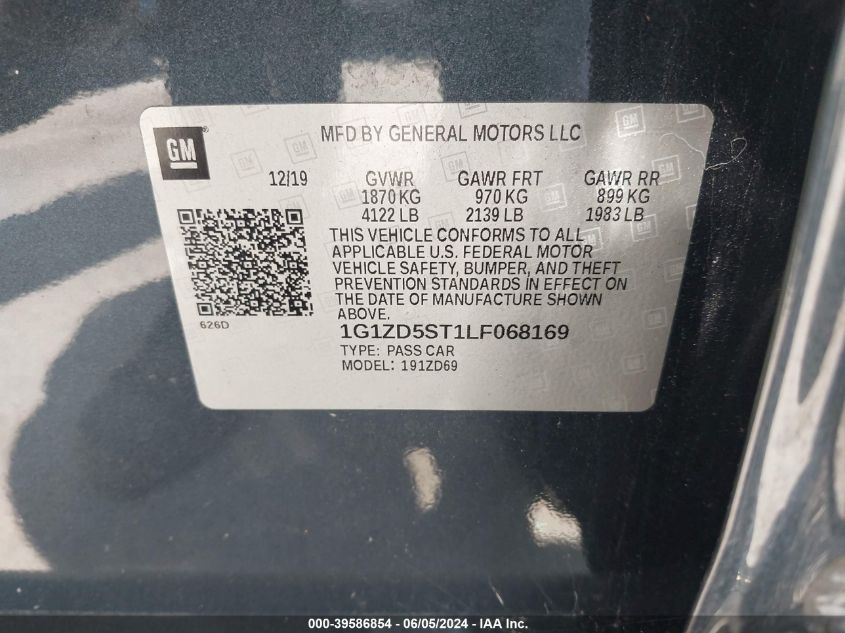 GM
MFD BY GENERAL MOTORS LLC
12/19 GVWR GAWR FRT GAWR RR
1870 KG 970 KG 899 KG
4122 LB 2139 LB 1983 LB
THIS VEHICLE CONFORMS TO ALL
APPLICABLE U.S. FEDERAL MOTOR
VEHICLE SAFETY, BUMPER, AND THEFT
PREVENTION STANDARDS IN EFFECT ON
THE DATE OF MANUFACTURE SHOWN
ABOVE.
626D
1G1ZD5ST1LF068169
TYPE: PASS CAR
MODEL: 191ZD69
000-39586854 / 06/05/2024 - IAA Inc.